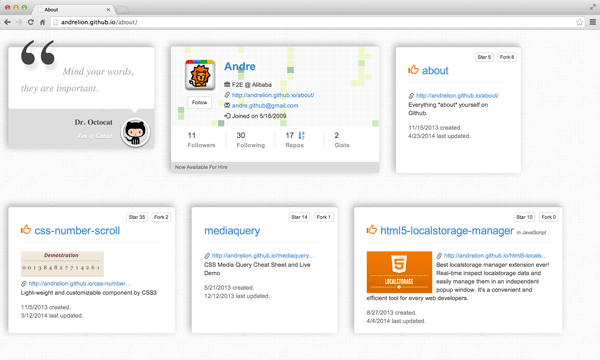 About
andrelion.github.io/about/
Mind your words,
they are important.
Dr. Octocat
Fan of Github
Andre
Follow
F2E @ Alibaba
http://andrelion.github.io/about/
andre.github@gmail.com
Joined on 5/16/2009
11 30 17 2
Followers Following Repos Gists
Now Available For Hire
Star 5 Fork 8
about
http://andrelion.github.io/about/
Everything "about" yourself on
Github.
11/15/2013 created.
4/23/2014 last updated.
Star 35 Fork 2
css-number-scroll
Demostration
001384827714261
http://andrelion.github.io/css-number...
Light-weight and customizable component by CSS3
11/5/2013 created.
3/12/2014 last updated.
Star 14 Fork 1
mediaquery
http://andrelion.github.io/mediaquery...
CSS Media Query Cheat Sheet and Live
Demo
5/21/2013 created.
12/12/2013 last updated.
Star 10 Fork 0
html5-localstorage-manager in JavaScript
5
LOCALSTORAGE
http://andrelion.github.io/html5-locals...
Best localstorage manager extension ever!
Real-time inspect localstorage data and
easily manage them in an independent
popup window. It's a convenient and
efficient tool for every web developers.
8/27/2013 created.
4/4/2014 last updated.